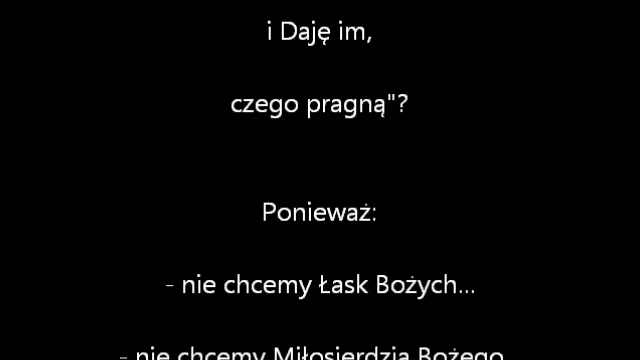 i Daję im,
czego pragną"?
Ponieważ:
- nie chcemy Łask Bożych...
- nie chcemy Miłosierdzia Bożego